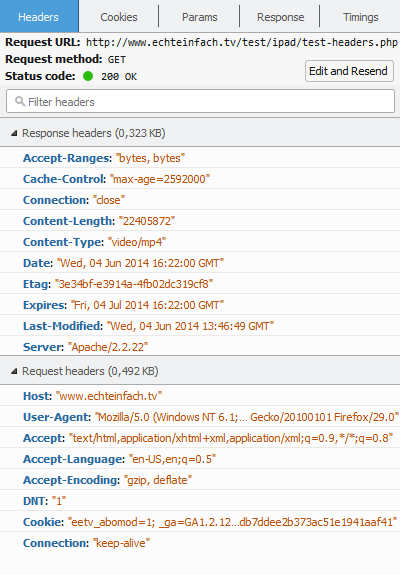 Headers Cookies Params Response Timings
Request URL: http://www.echteinfach.tv/test/ipad/test-headers.php
Request method: GET
Status code: 200 OK
Edit and Resend
Filter headers
Response headers (0,323 KB)
Accept-Ranges: "bytes, bytes"
Cache-Control: "max-age=2592000"
Connection: "close"
Content-Length: "22405872"
Content-Type: "video/mp4"
Date: "Wed, 04 Jun 2014 16:22:00 GMT"
Etag: "3e34bf-e3914a-4fb02dc319cf8"
Expires: "Fri, 04 Jul 2014 16:22:00 GMT"
Last-Modified: "Wed, 04 Jun 2014 13:46:49 GMT"
Server: "Apache/2.2.22"
Request headers (0,492 KB)
Host: "www.echteinfach.tv"
User-Agent: "Mozilla/5.0 (Windows NT 6.1;... Gecko/20100101 Firefox/29.0"
Accept: "text/html,application/xhtml+xml,application/xml;q=0.9,*/*;q=0.8"
Accept-Language: "en-US,en;q=0.5"
Accept-Encoding: "gzip, deflate"
DNT: "1"
Cookie: "eetv_abomod=1; _ga=GA1.2.12...db7ddee2b373ac51e1941aaf41"
Connection: "keep-alive"